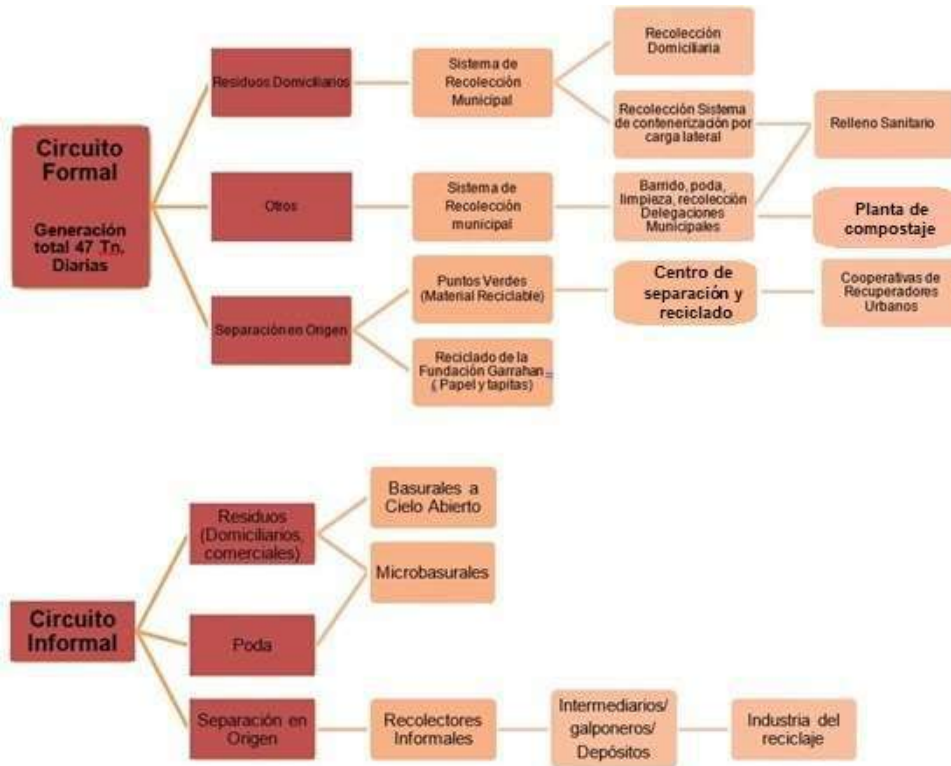 Circuito
Formal
Generación
total 47 Tn.
Diarias
Residuos Domiciliarios
Sistema de
Recolección
Municipal
Recolección
Domiciliaria
Recolección Sistema
de contenerización por
carga lateral
Relleno Sanitario
Otros
Sistema de
Recolección
municipal
Barrido, poda,
limpieza, recolección
Delegaciones
Municipales
Planta de
compostaje
Separación en Origen
Puntos Verdes
(Material Reciclable)
Centro de
separación y
reciclado
Cooperativas de
Recuperadores
Urbanos
Reciclado de la
Fundación Garrahan
( Papel y tapitas)
Circuito
Informal
Residuos
(Domiciliarios,
comerciales)
Basurales a
Cielo Abierto
Microbasurales
Poda
Separación en
Origen
Recolectores
Informales
Intermediarios/
galponeros/
Depósitos
Industria del
reciclaje